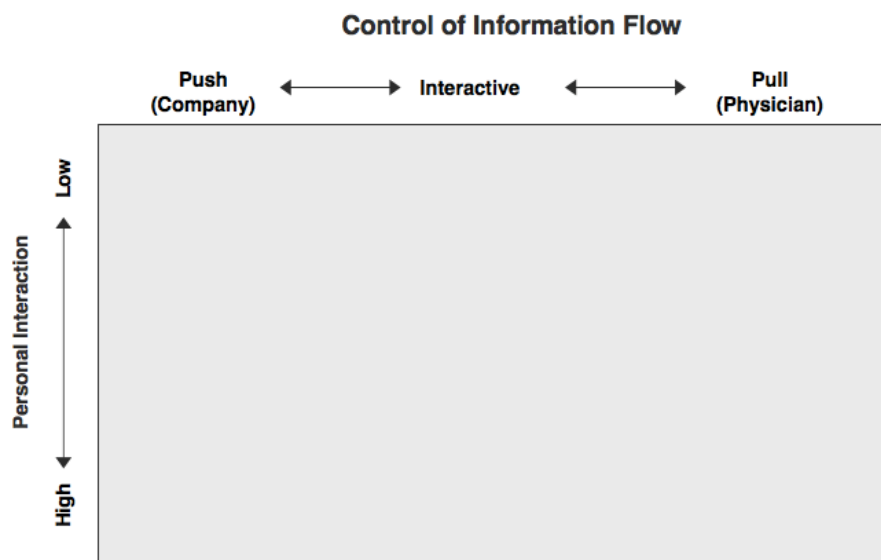 Control of Information Flow
Push
(Company)
Interactive
Pull
(Physician)
Low
Personal Interaction
High